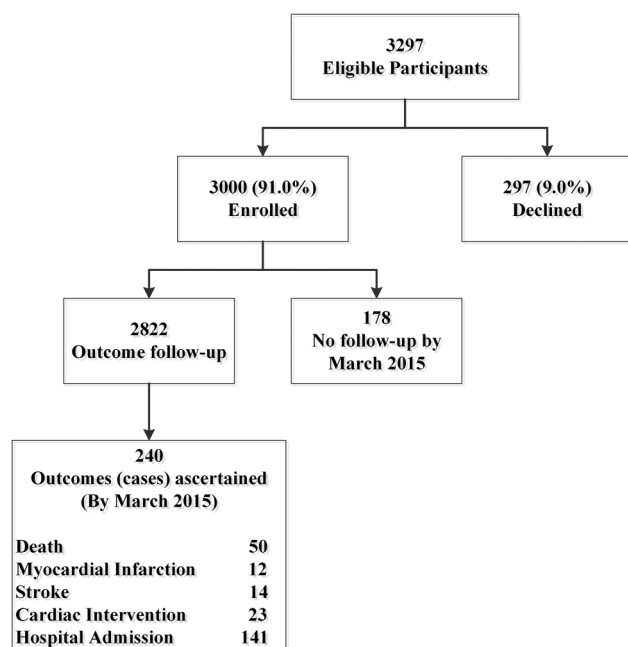 3297
Eligible Participants
3000 (91.0%)
Enrolled
297 (9.0%)
Declined
2822
Outcome follow-up
178
No follow-up by
March 2015
240
Outcomes (cases) ascertained
(By March 2015)
Death 50
Myocardial Infarction 12
Stroke 14
Cardiac Intervention 23
Hospital Admission 141